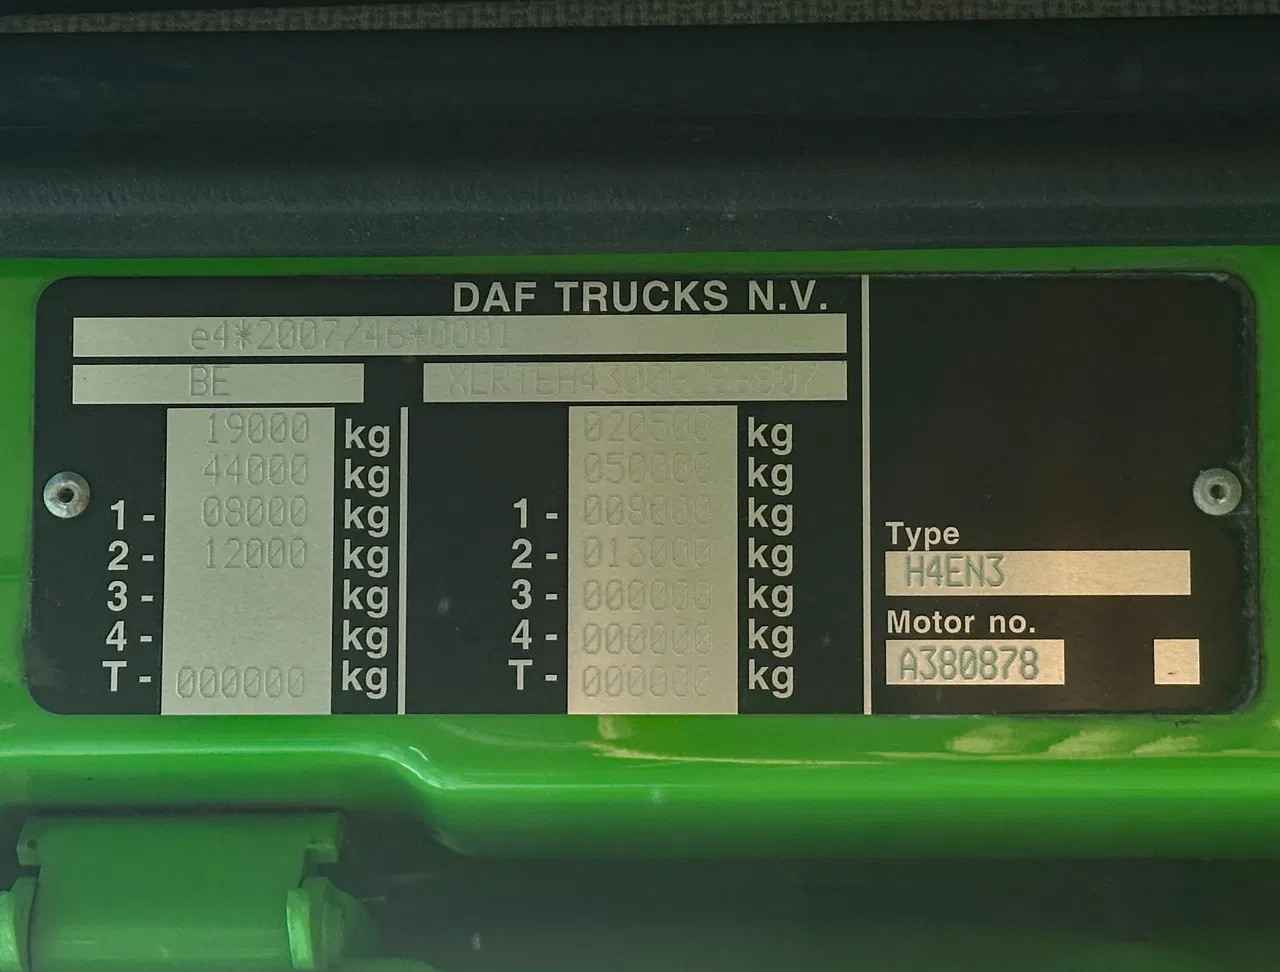 DAF TRUCKS N.V.
e4*2007/46*0001
BE
19000 kg 020500 kg
44000 kg 050000 kg
1 - 08000 kg 1 - 008000 kg
2 - 12000 kg 2 - 013000 kg
3 - kg 3 - 000000 kg
4 - kg 4 - 000000 kg
T - 000000 kg T - 000000 kg
Type
H4EN3
Motor no.
A380878